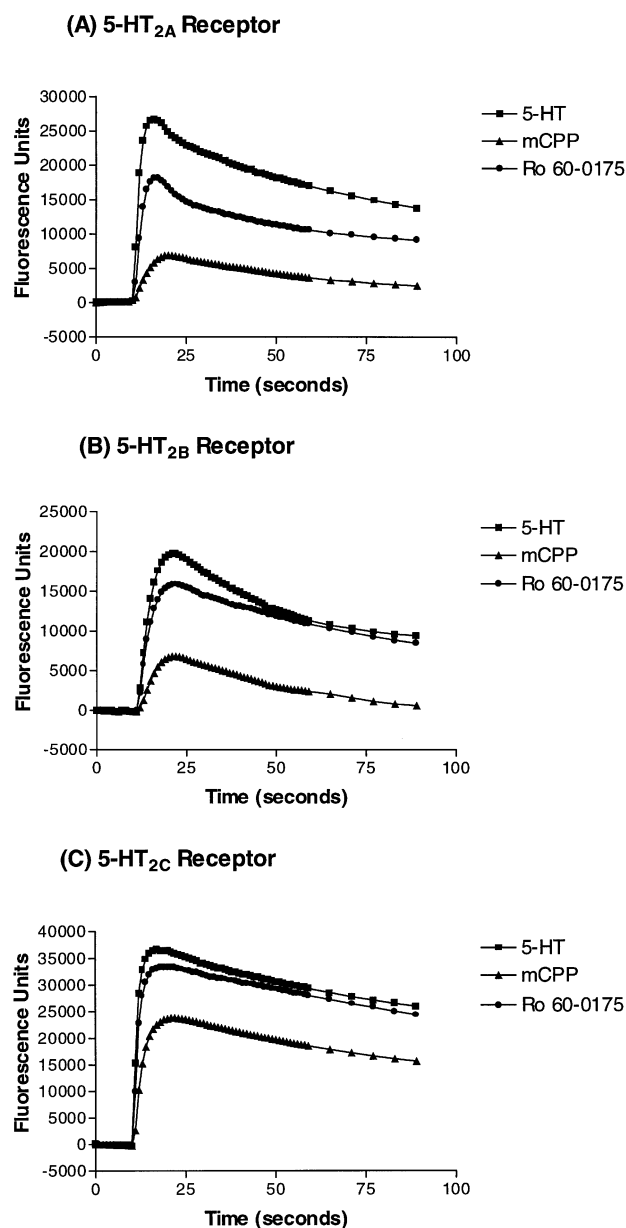 (A) 5-HT2A Receptor
30000
25000
20000
15000
10000
5000
0
-5000
Fluorescence Units
0 25 50 75 100
Time (seconds)
5-HT
mCPP
Ro 60-0175
(B) 5-HT2B Receptor
25000
20000
15000
10000
5000
0
-5000
Fluorescence Units
0 25 50 75 100
Time (seconds)
5-HT
mCPP
Ro 60-0175
(C) 5-HT2C Receptor
40000
35000
30000
25000
20000
15000
10000
5000
0
-5000
Fluorescence Units
0 25 50 75 100
Time (seconds)
5-HT
mCPP
Ro 60-0175